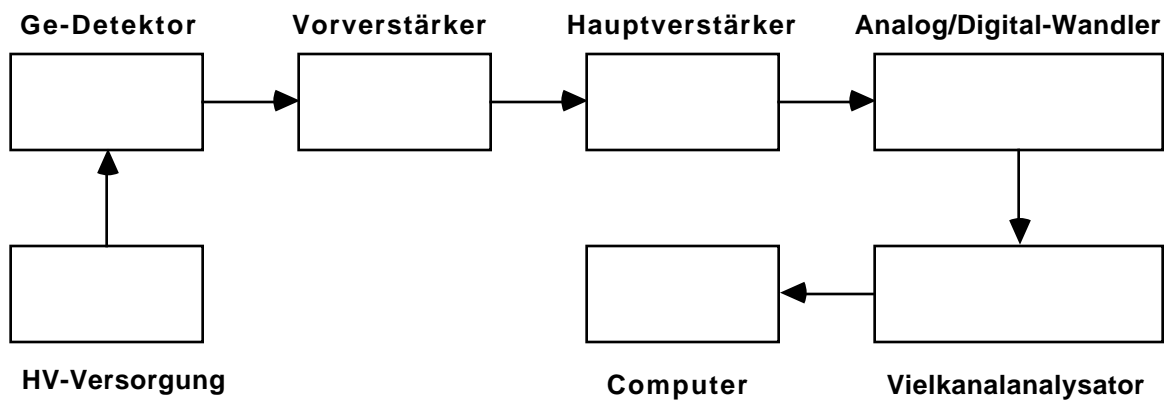 Ge-Detektor
Vorverstärker
Hauptverstärker
Analog/Digital-Wandler
HV-Versorgung
Computer
Vielkanalanalysator